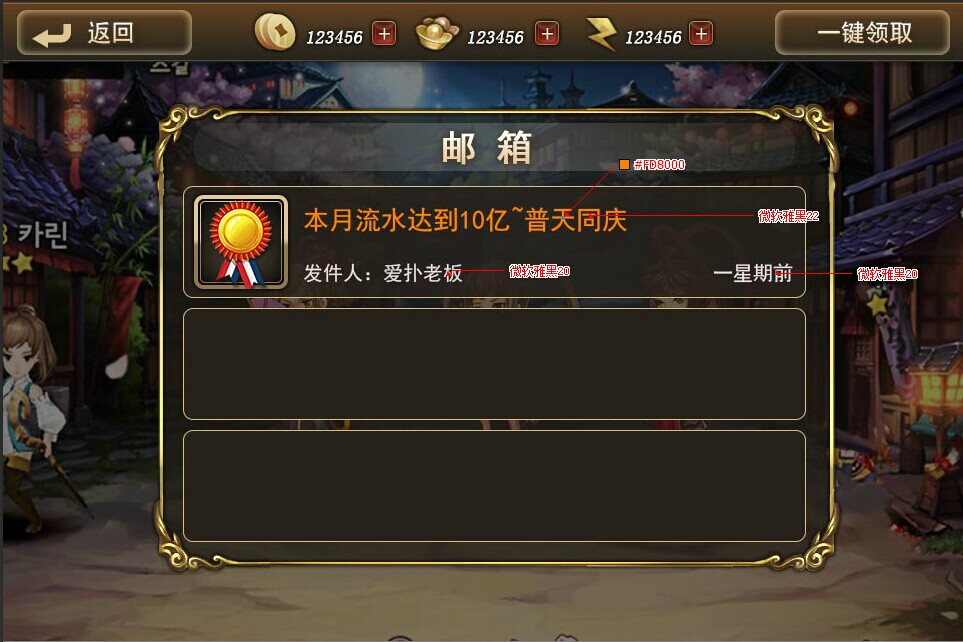 返回
123456
123456
123456
一键领取
스킬
邮箱
#FD8000
本月流水达到10亿~普天同庆
微软雅黑22
카린
发件人：爱扑老板
微软雅黑20
一星期前
微软雅黑20